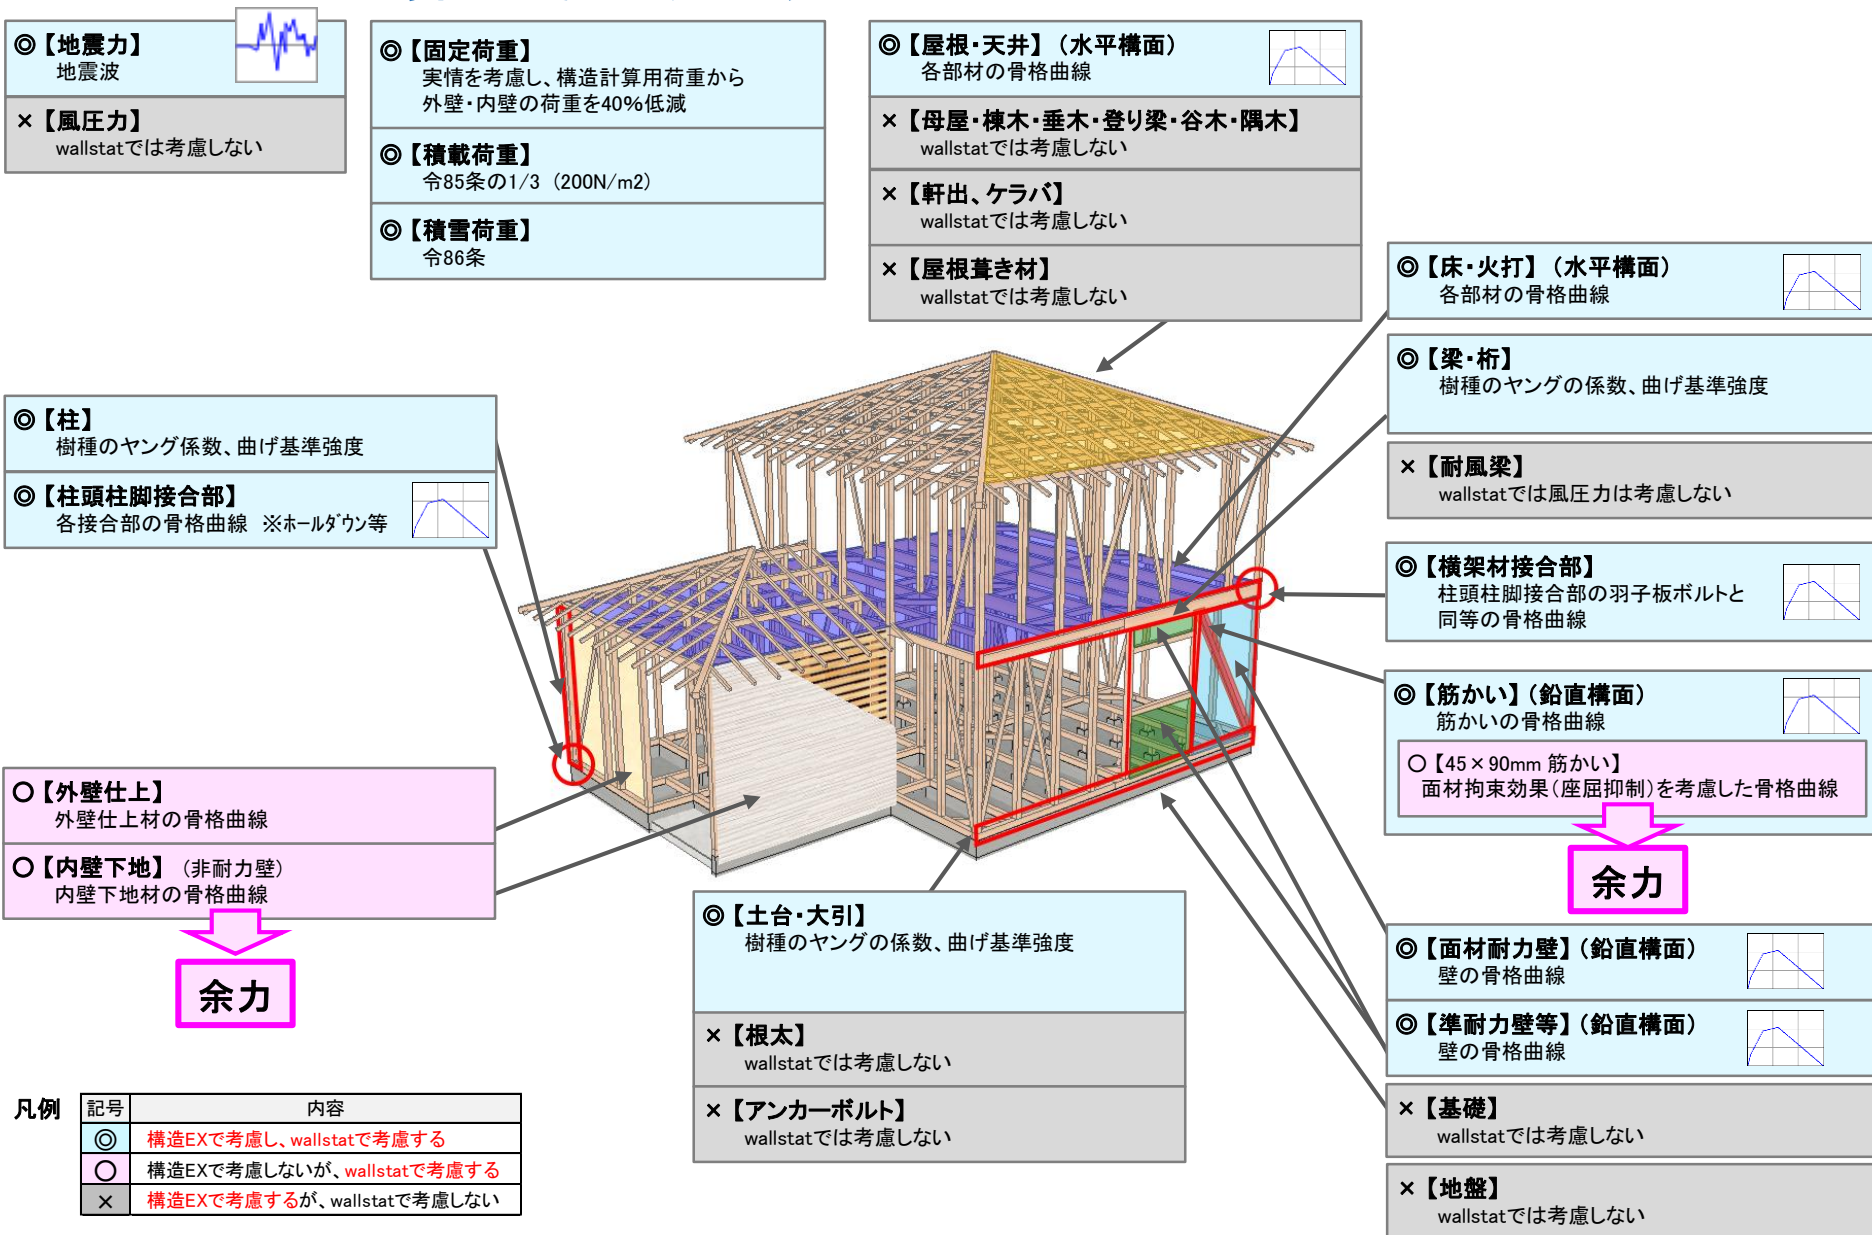 ◎【地震力】
地震波
×【風圧力】
wallstatでは考慮しない
◎【固定荷重】
実情を考慮し、構造計算用荷重から
外壁・内壁の荷重を40%低減
◎【積載荷重】
令85条の1/3 (200N/m2)
◎【積雪荷重】
令86条
◎【屋根・天井】(水平構面)
各部材の骨格曲線
×【母屋・棟木・垂木・登り梁・谷木・隅木】
wallstatでは考慮しない
×【軒出、ケラバ】
wallstatでは考慮しない
×【屋根葺き材】
wallstatでは考慮しない
◎【床・火打】(水平構面)
各部材の骨格曲線
◎【梁・桁】
樹種のヤングの係数、曲げ基準強度
×【耐風梁】
wallstatでは風圧力は考慮しない
◎【横架材接合部】
柱頭柱脚接合部の羽子板ボルトと
同等の骨格曲線
◎【筋かい】(鉛直構面)
筋かいの骨格曲線
○【45×90mm 筋かい】
面材拘束効果(座屈抑制)を考慮した骨格曲線
余力
◎【面材耐力壁】(鉛直構面)
壁の骨格曲線
◎【準耐力壁等】(鉛直構面)
壁の骨格曲線
×【基礎】
wallstatでは考慮しない
×【地盤】
wallstatでは考慮しない
◎【柱】
樹種のヤング係数、曲げ基準強度
◎【柱頭柱脚接合部】
各接合部の骨格曲線 ※ホールダウン等
○【外壁仕上】
外壁仕上材の骨格曲線
○【内壁下地】(非耐力壁)
内壁下地材の骨格曲線
余力
◎【土台・大引】
樹種のヤングの係数、曲げ基準強度
×【根太】
wallstatでは考慮しない
×【アンカーボルト】
wallstatでは考慮しない
凡例
記号 内容
◎ 構造EXで考慮し、wallstatで考慮する
○ 構造EXで考慮しないが、wallstatで考慮する
× 構造EXで考慮するが、wallstatで考慮しない